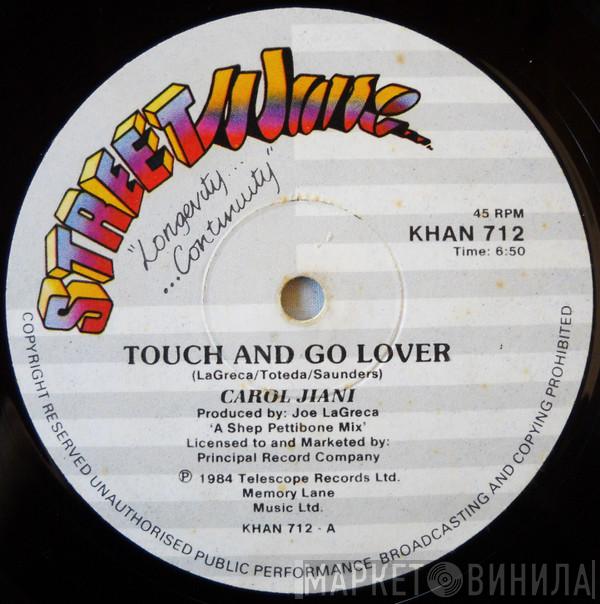 STREETWave...
"Longevity...
...Continuity"
45 RPM
KHAN 712
Time: 6:50
TOUCH AND GO LOVER
(LaGreca/Toteda/Saunders)
CAROL JIANI
Produced by: Joe LaGreca
'A Shep Pettibone Mix'
Licensed to and Marketed by:
Principal Record Company
℗ 1984 Telescope Records Ltd.
Memory Lane
Music Ltd.
KHAN 712 - A
COPYRIGHT RESERVED UNAUTHORISED PUBLIC PERFORMANCE, BROADCASTING AND COPYING PROHIBITED
МАРКЕТ ВИНИЛА